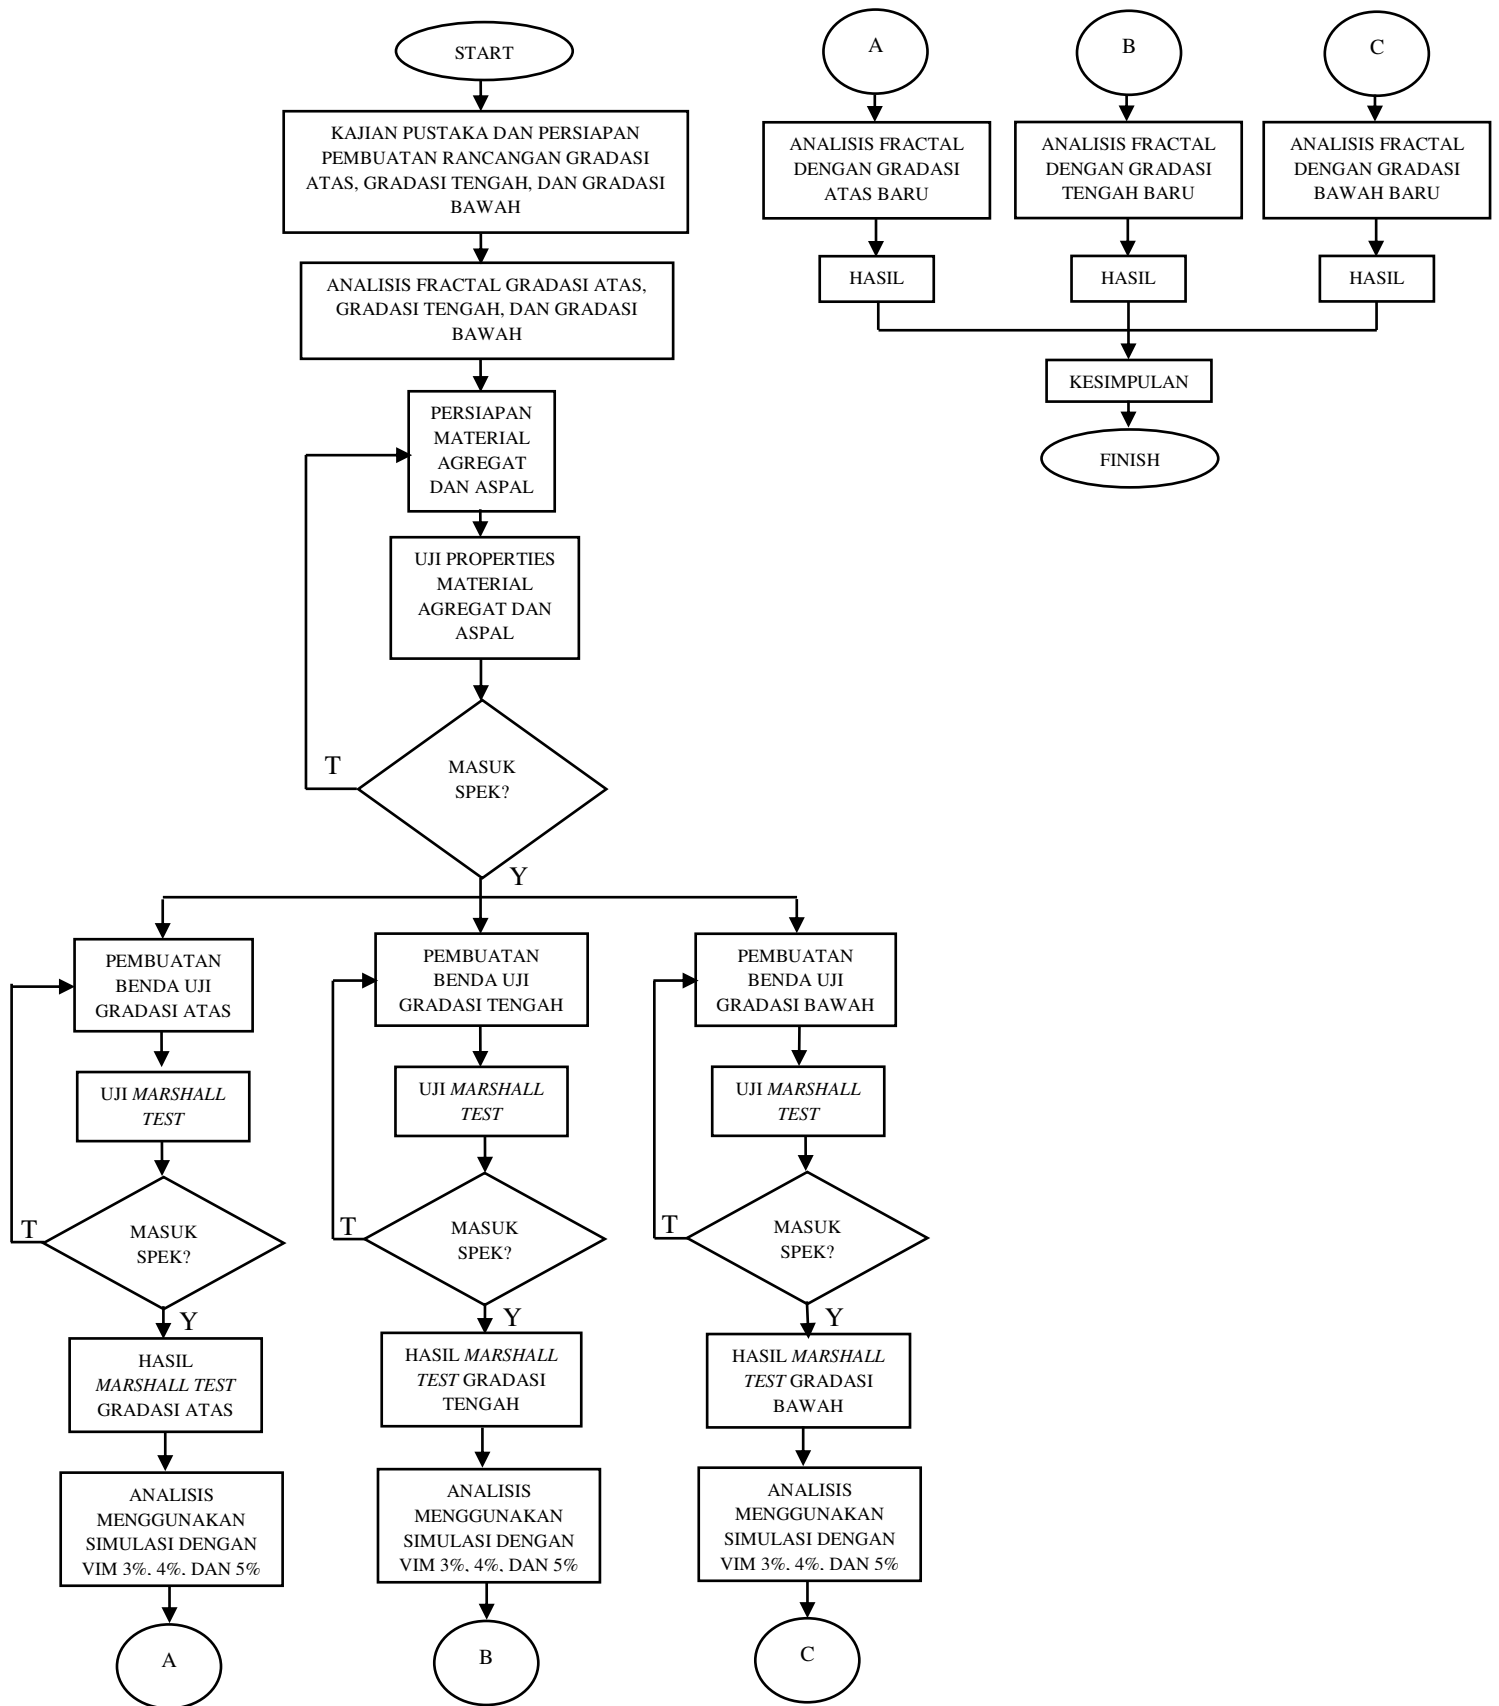 START
KAJIAN PUSTAKA DAN PERSIAPAN
PEMBUATAN RANCANGAN GRADASI
ATAS, GRADASI TENGAH, DAN GRADASI
BAWAH
ANALISIS FRACTAL GRADASI ATAS,
GRADASI TENGAH, DAN GRADASI
BAWAH
PERSIAPAN
MATERIAL
AGREGAT
DAN ASPAL
UJI PROPERTIES
MATERIAL
AGREGAT DAN
ASPAL
MASUK
SPEK?
T
Y
PEMBUATAN
BENDA UJI
GRADASI ATAS
UJI MARSHALL
TEST
MASUK
SPEK?
T
Y
HASIL
MARSHALL TEST
GRADASI ATAS
ANALISIS
MENGGUNAKAN
SIMULASI DENGAN
VIM 3%, 4%, DAN 5%
A
PEMBUATAN
BENDA UJI
GRADASI TENGAH
UJI MARSHALL
TEST
MASUK
SPEK?
T
Y
HASIL MARSHALL
TEST GRADASI
TENGAH
ANALISIS
MENGGUNAKAN
SIMULASI DENGAN
VIM 3%, 4%, DAN 5%
B
PEMBUATAN
BENDA UJI
GRADASI BAWAH
UJI MARSHALL
TEST
MASUK
SPEK?
T
Y
HASIL MARSHALL
TEST GRADASI
BAWAH
ANALISIS
MENGGUNAKAN
SIMULASI DENGAN
VIM 3%, 4%, DAN 5%
C
A
ANALISIS FRACTAL
DENGAN GRADASI
ATAS BARU
HASIL
B
ANALISIS FRACTAL
DENGAN GRADASI
TENGAH BARU
HASIL
C
ANALISIS FRACTAL
DENGAN GRADASI
BAWAH BARU
HASIL
KESIMPULAN
FINISH